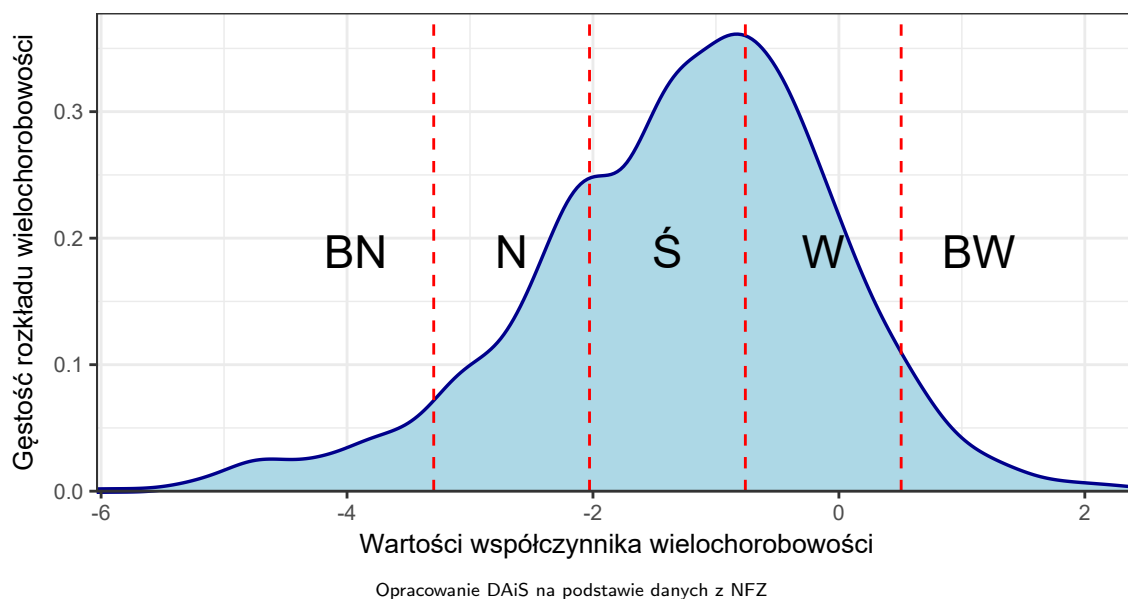 Gęstość rozkładu wielochorobowości
0.3
0.2
0.1
0.0
BN N Ś W BW
-6 -4 -2 0 2
Wartości współczynnika wielochorobowości
Opracowanie DAiS na podstawie danych z NFZ